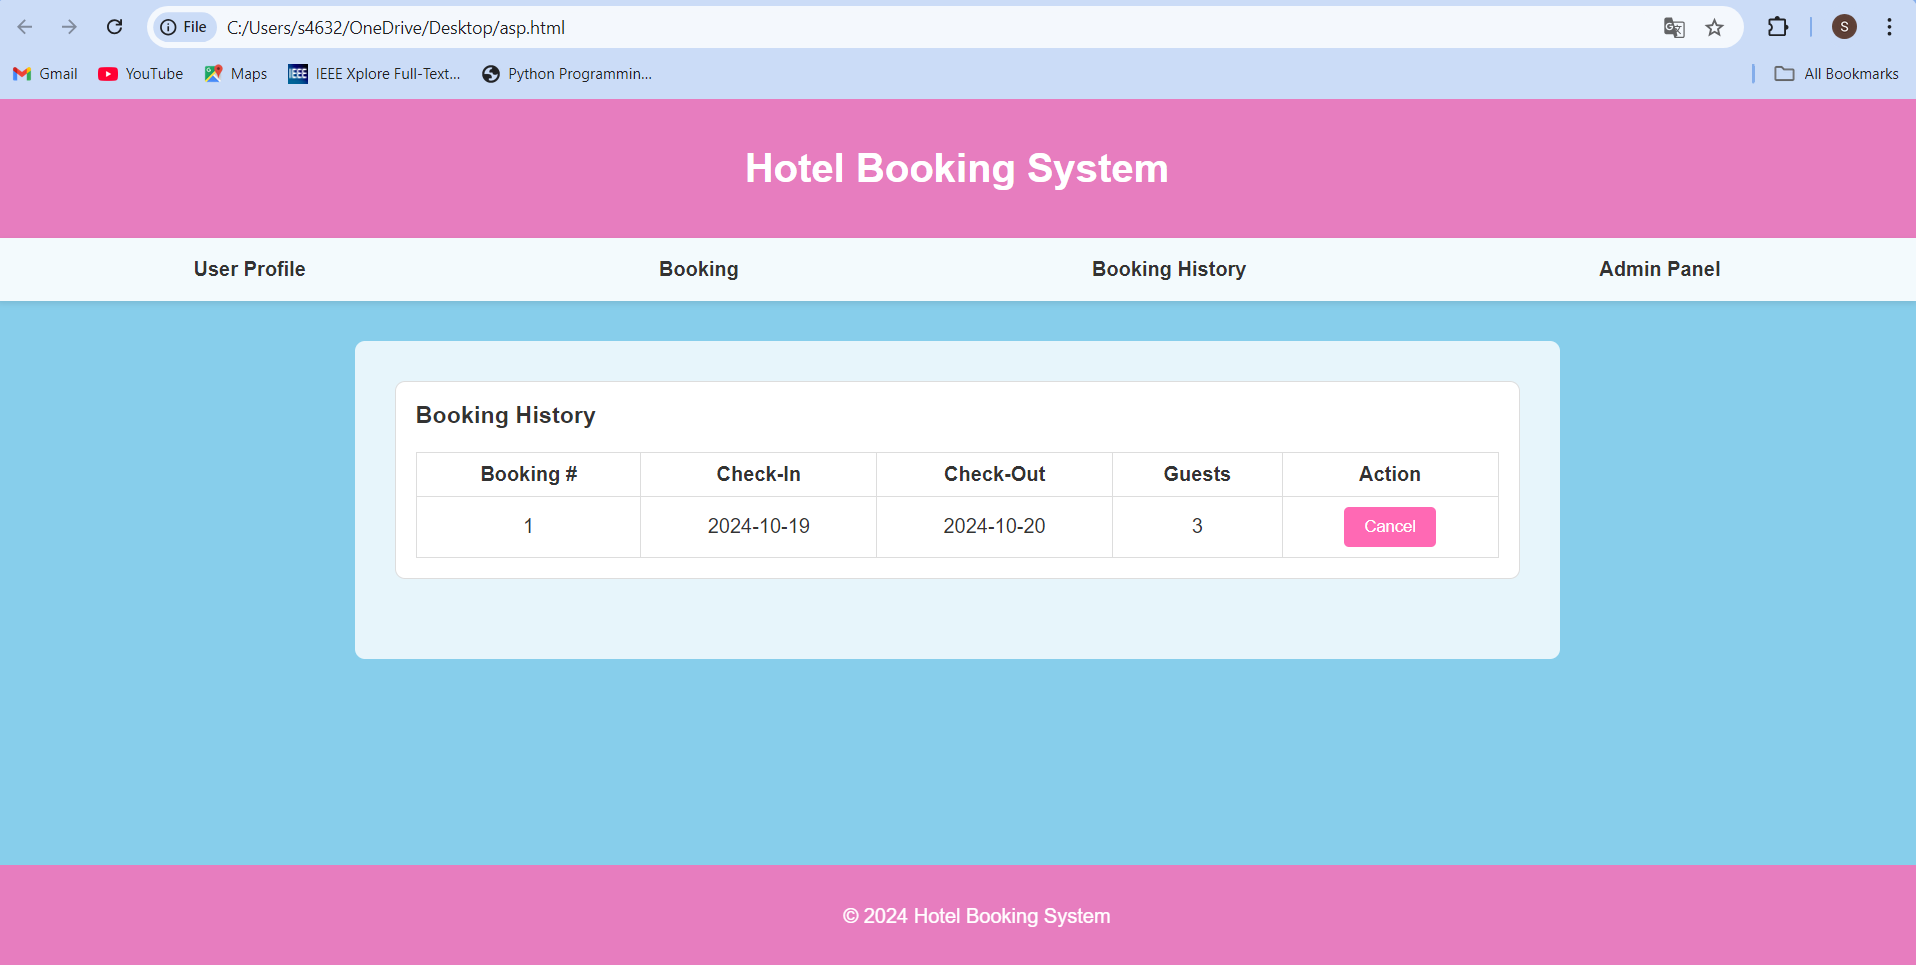 File C:/Users/s4632/OneDrive/Desktop/asp.html S
Gmail YouTube Maps IEEE IEEE Xplore Full-Text... Python Programmin... All Bookmarks
Hotel Booking System
User Profile Booking Booking History Admin Panel
Booking History
Booking # Check-In Check-Out Guests Action
1 2024-10-19 2024-10-20 3 Cancel
© 2024 Hotel Booking System